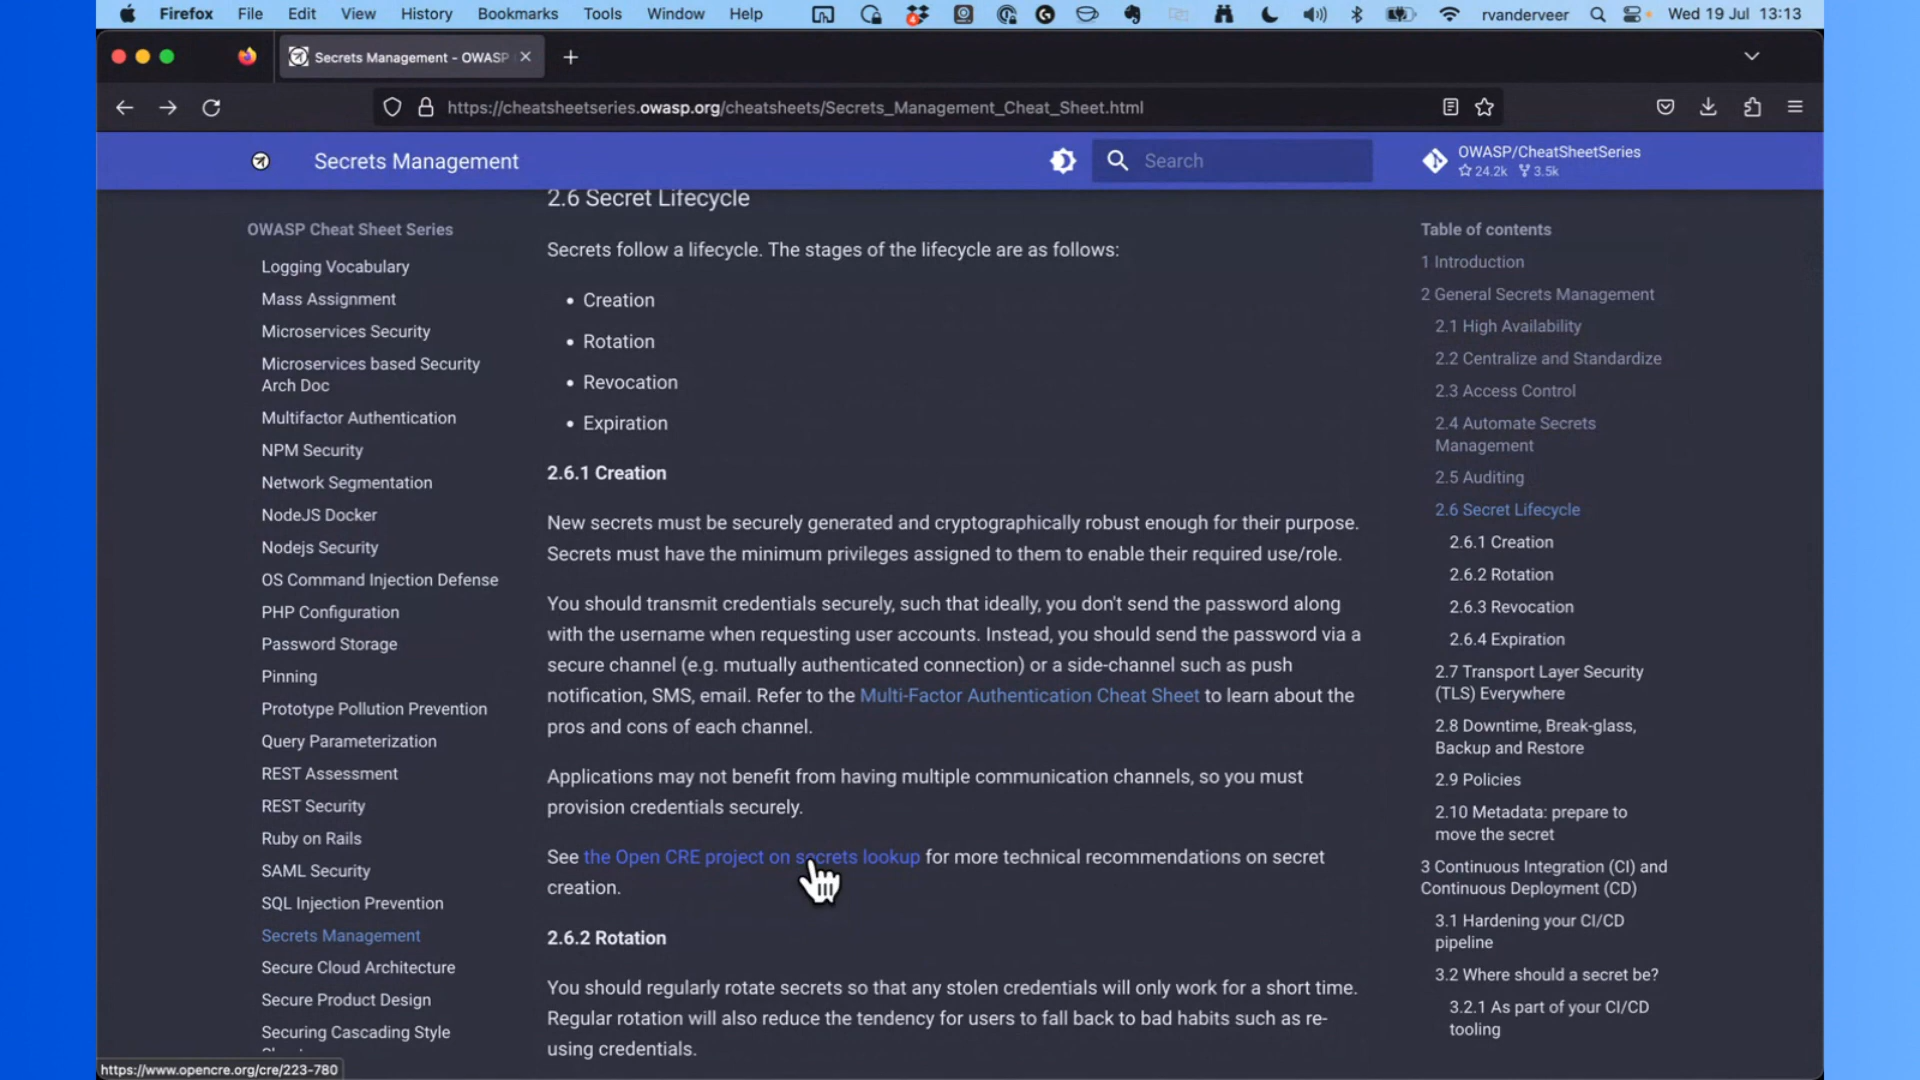 Firefox File Edit View History Bookmarks Tools Window Help rvanderveer Wed 19 Jul 13:13
Secrets Management - OWASP
https://cheatsheetseries.owasp.org/cheatsheets/Secrets_Management_Cheat_Sheet.html
Secrets Management
Search
OWASP/CheatSheetSeries
24.2k 3.5k
OWASP Cheat Sheet Series
Logging Vocabulary
Mass Assignment
Microservices Security
Microservices based Security
Arch Doc
Multifactor Authentication
NPM Security
Network Segmentation
NodeJS Docker
Nodejs Security
OS Command Injection Defense
PHP Configuration
Password Storage
Pinning
Prototype Pollution Prevention
Query Parameterization
REST Assessment
REST Security
Ruby on Rails
SAML Security
SQL Injection Prevention
Secrets Management
Secure Cloud Architecture
Secure Product Design
Securing Cascading Style
2.6 Secret Lifecycle
Secrets follow a lifecycle. The stages of the lifecycle are as follows:
• Creation
• Rotation
• Revocation
• Expiration
2.6.1 Creation
New secrets must be securely generated and cryptographically robust enough for their purpose.
Secrets must have the minimum privileges assigned to them to enable their required use/role.
You should transmit credentials securely, such that ideally, you don't send the password along
with the username when requesting user accounts. Instead, you should send the password via a
secure channel (e.g. mutually authenticated connection) or a side-channel such as push
notification, SMS, email. Refer to the Multi-Factor Authentication Cheat Sheet to learn about the
pros and cons of each channel.
Applications may not benefit from having multiple communication channels, so you must
provision credentials securely.
See the Open CRE project on secrets lookup for more technical recommendations on secret
creation.
2.6.2 Rotation
You should regularly rotate secrets so that any stolen credentials will only work for a short time.
Regular rotation will also reduce the tendency for users to fall back to bad habits such as re-
using credentials.
Table of contents
1 Introduction
2 General Secrets Management
2.1 High Availability
2.2 Centralize and Standardize
2.3 Access Control
2.4 Automate Secrets
Management
2.5 Auditing
2.6 Secret Lifecycle
2.6.1 Creation
2.6.2 Rotation
2.6.3 Revocation
2.6.4 Expiration
2.7 Transport Layer Security
(TLS) Everywhere
2.8 Downtime, Break-glass,
Backup and Restore
2.9 Policies
2.10 Metadata: prepare to
move the secret
3 Continuous Integration (CI) and
Continuous Deployment (CD)
3.1 Hardening your CI/CD
pipeline
3.2 Where should a secret be?
3.2.1 As part of your CI/CD
tooling
https://www.opencre.org/cre/223-780